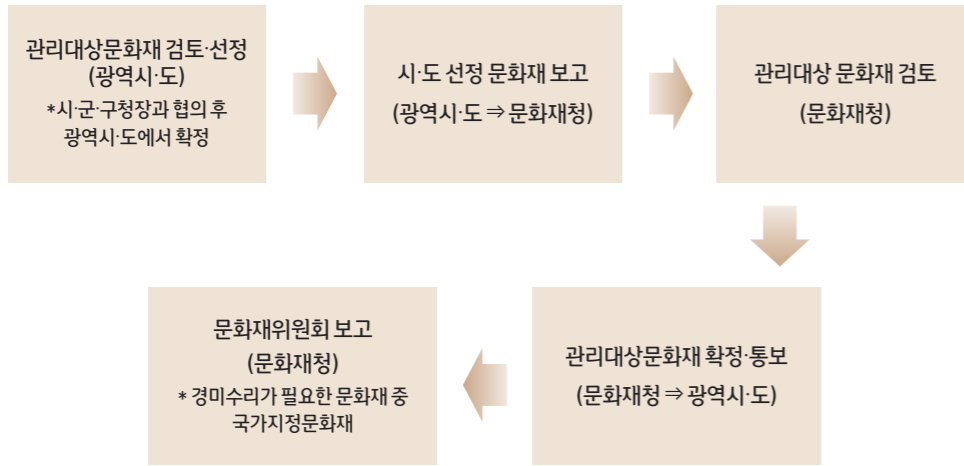 관리대상문화재 검토·선정
(광역시·도)
*시·군·구청장과 협의 후
광역시·도에서 확정
시·도 선정 문화재 보고
(광역시·도 ⇒ 문화재청)
관리대상 문화재 검토
(문화재청)
관리대상문화재 확정·통보
(문화재청 ⇒ 광역시·도)
문화재위원회 보고
(문화재청)
* 경미수리가 필요한 문화재 중
국가지정문화재